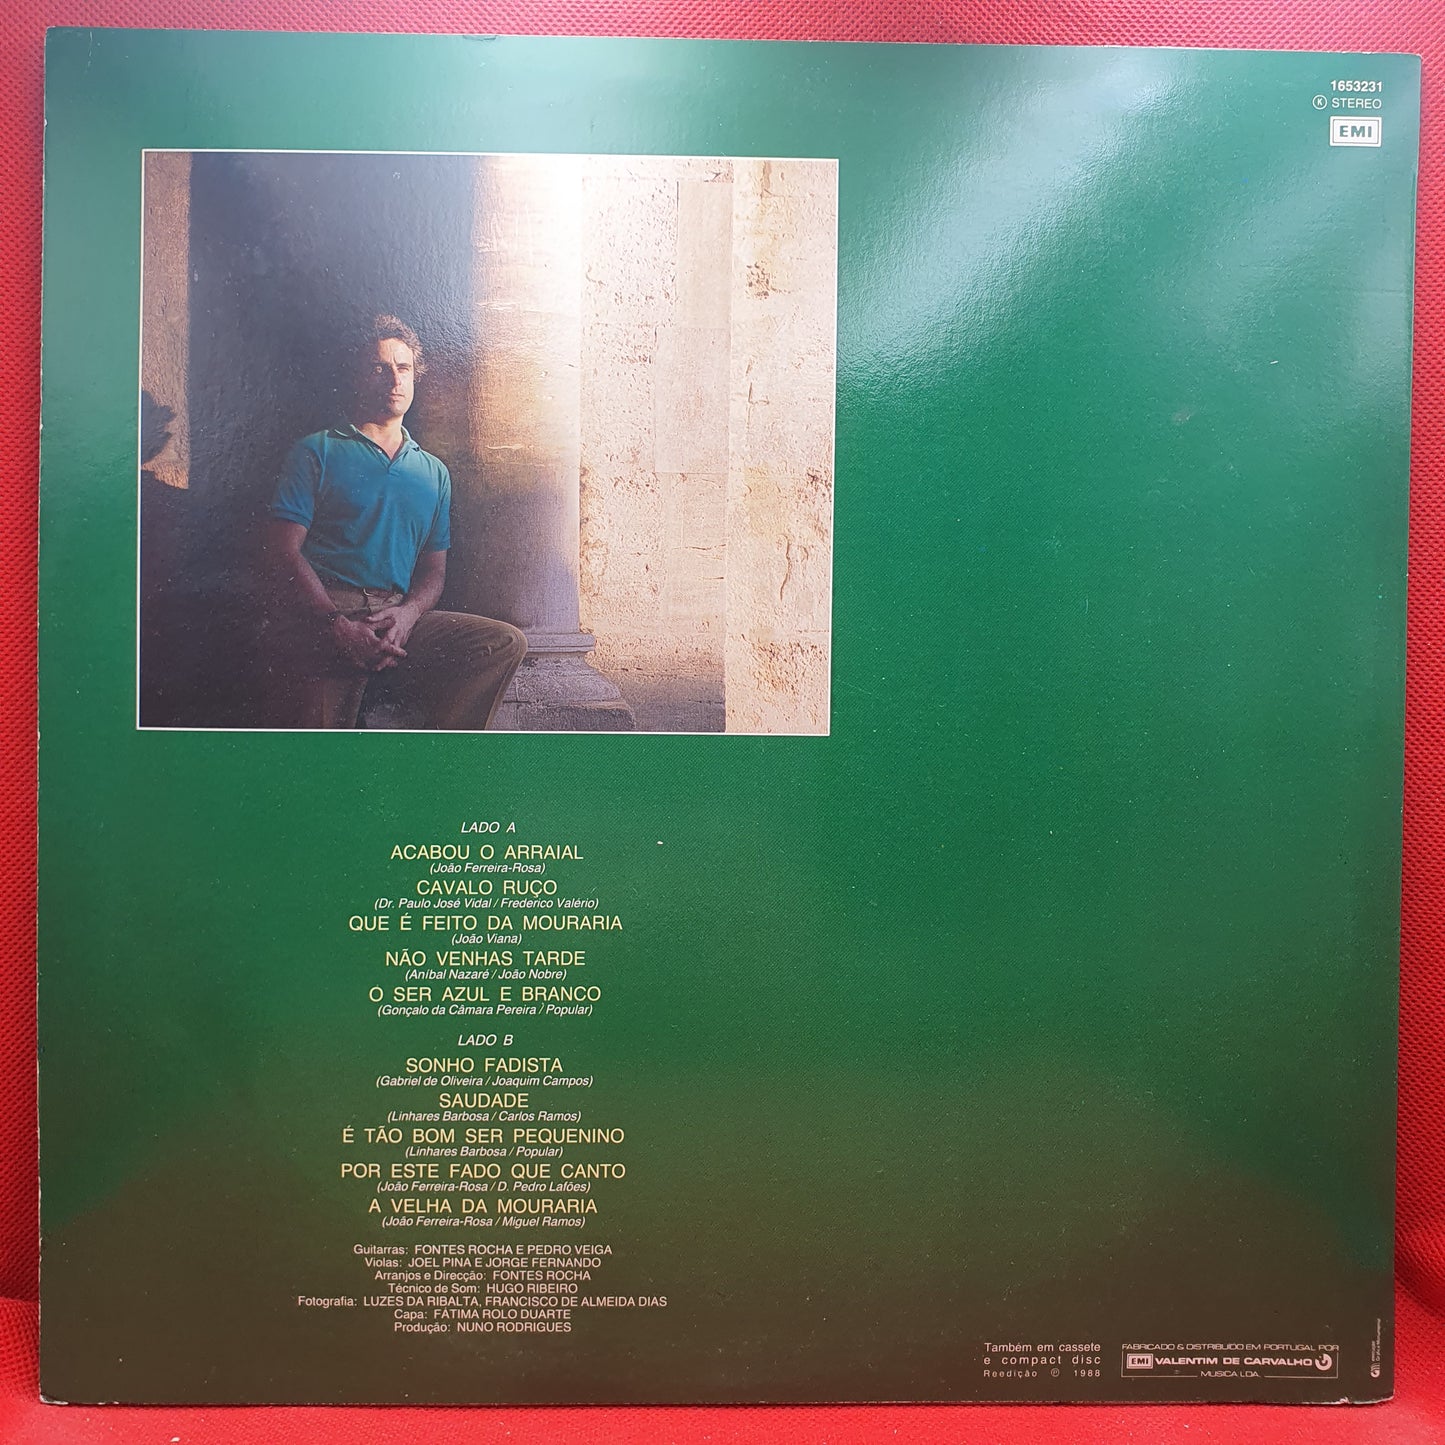 1653231
Ⓚ STEREO
EMI
LADO A
ACABOU O ARRAIAL
(João Ferreira-Rosa)
CAVALO RUÇO
(Dr. Paulo José Vidal / Frederico Valério)
QUE É FEITO DA MOURARIA
(João Viana)
NÃO VENHAS TARDE
(Aníbal Nazaré / João Nobre)
O SER AZUL E BRANCO
(Gonçalo da Câmara Pereira / Popular)
LADO B
SONHO FADISTA
(Gabriel de Oliveira / Joaquim Campos)
SAUDADE
(Linhares Barbosa / Carlos Ramos)
É TÃO BOM SER PEQUENINO
(Linhares Barbosa / Popular)
POR ESTE FADO QUE CANTO
(João Ferreira-Rosa / D. Pedro Lafões)
A VELHA DA MOURARIA
(João Ferreira-Rosa / Miguel Ramos)
Guitarras: FONTES ROCHA E PEDRO VEIGA
Violas: JOEL PINA E JORGE FERNANDO
Arranjos e Direcção: FONTES ROCHA
Técnico de Som: HUGO RIBEIRO
Fotografia: LUZES DA RIBALTA, FRANCISCO DE ALMEIDA DIAS
Capa: FÁTIMA ROLO DUARTE
Produção: NUNO RODRIGUES
Também em cassete
e compact disc
Reedição ℗ 1988
FABRICADO & DISTRIBUÍDO EM PORTUGAL POR
EMI VALENTIM DE CARVALHO
MUSICA LDA.